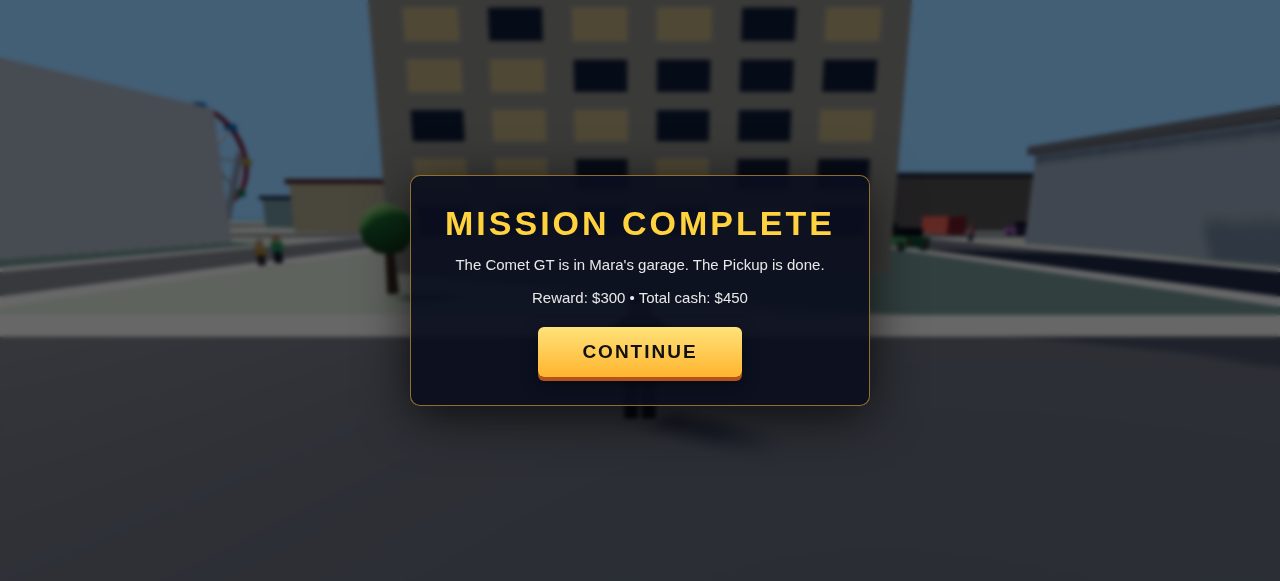 MISSION COMPLETE
The Comet GT is in Mara's garage. The Pickup is done.
Reward: $300 • Total cash: $450
CONTINUE